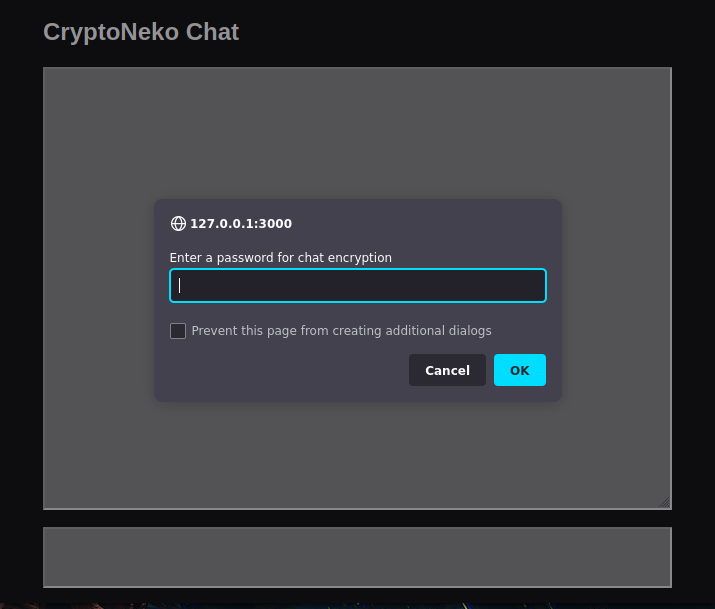 CryptoNeko Chat
127.0.0.1:3000
Enter a password for chat encryption
Prevent this page from creating additional dialogs
Cancel OK